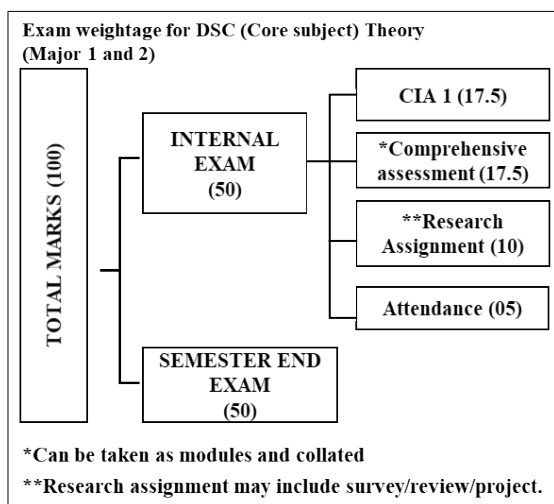 Exam weightage for DSC (Core subject) Theory
(Major 1 and 2)
TOTAL MARKS (100)
INTERNAL
EXAM
(50)
CIA 1 (17.5)
*Comprehensive
assessment (17.5)
**Research
Assignment (10)
Attendance (05)
SEMESTER END
EXAM
(50)
*Can be taken as modules and collated
**Research assignment may include survey/review/project.